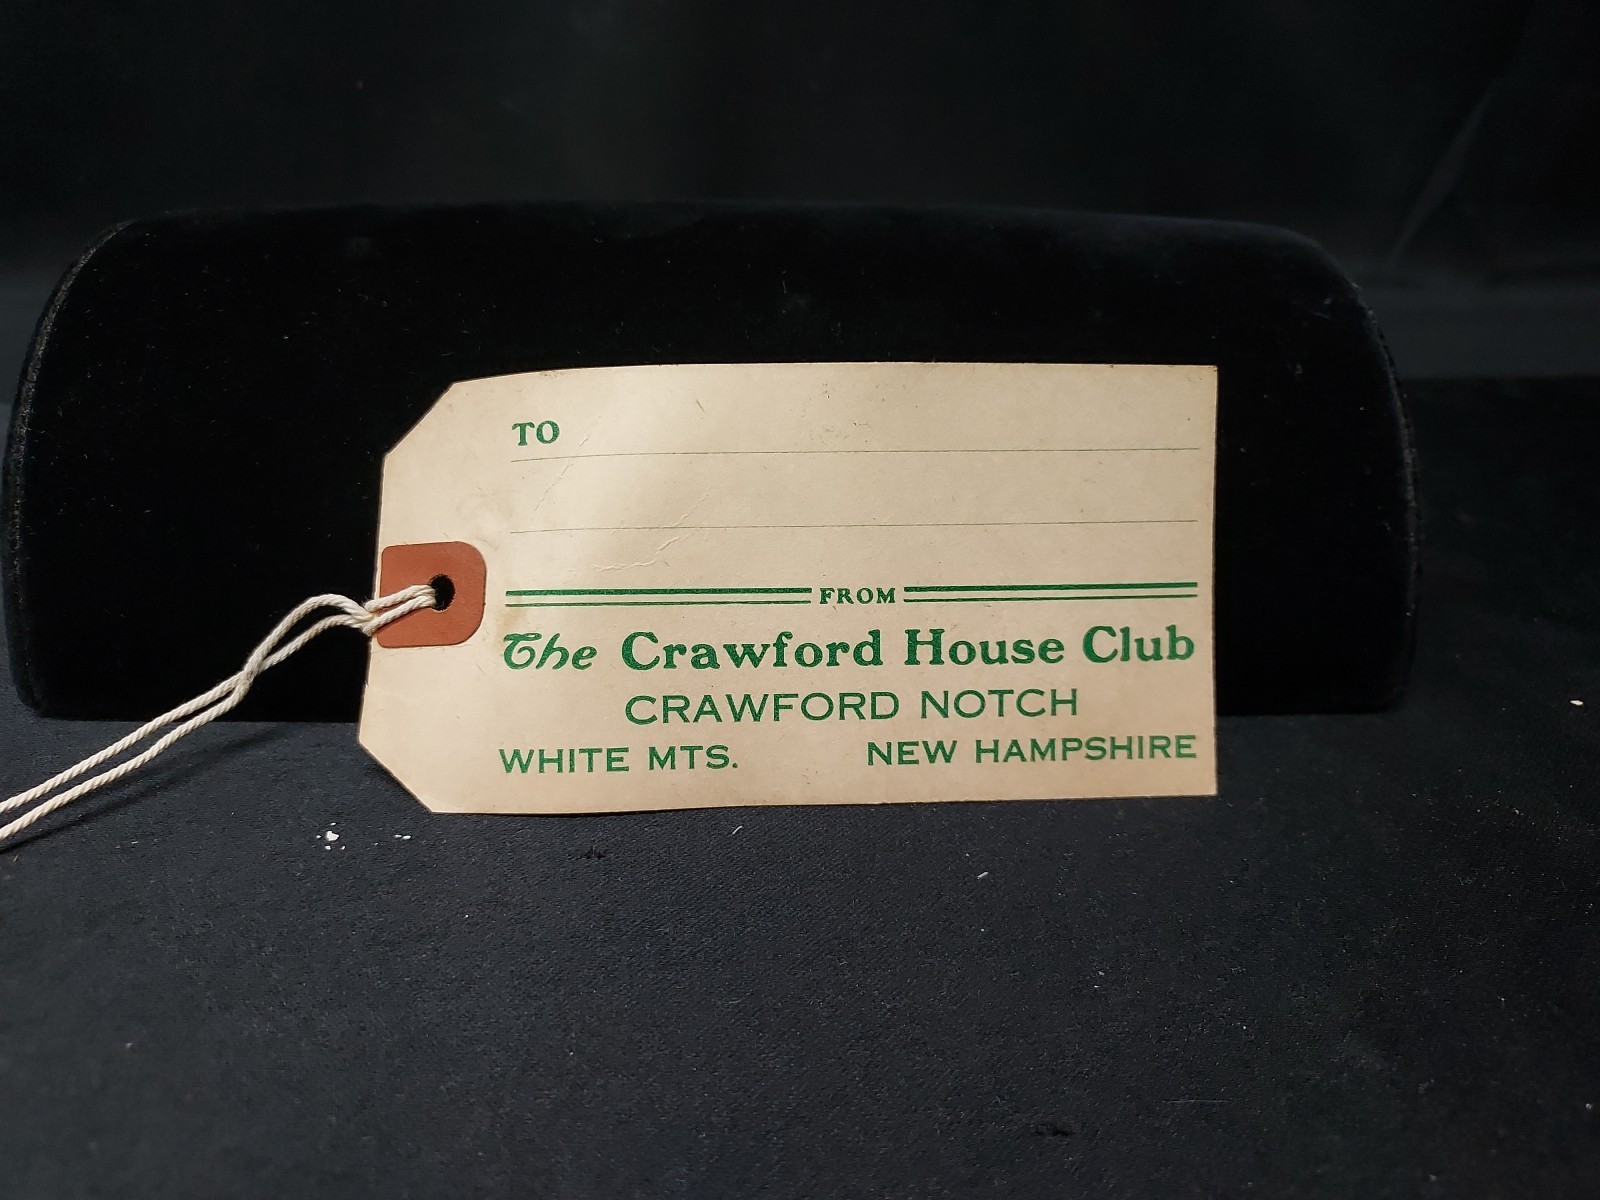 TO
FROM
The Crawford House Club
CRAWFORD NOTCH
WHITE MTS. NEW HAMPSHIRE